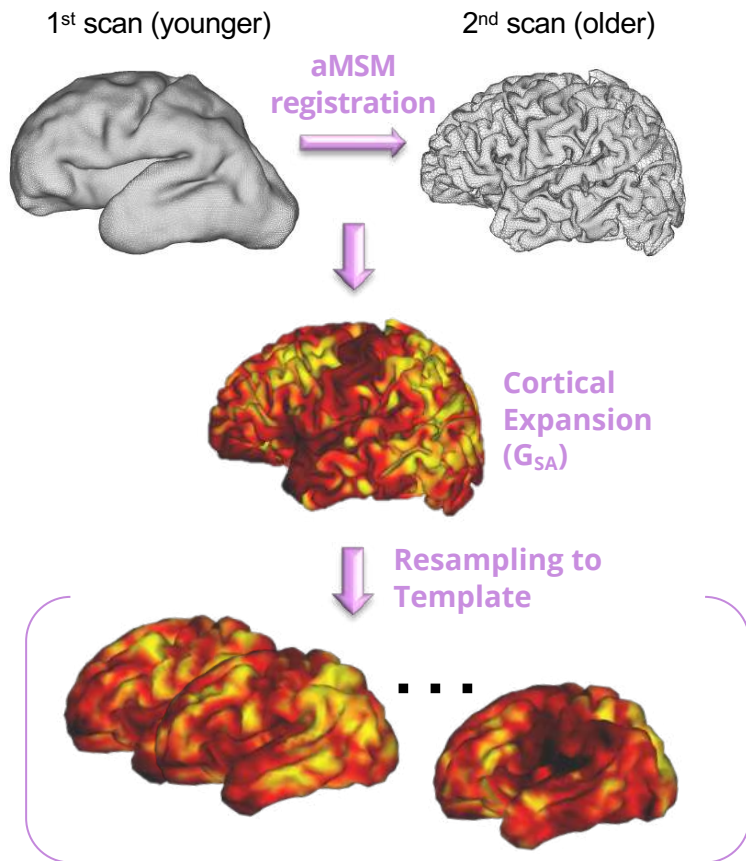 1st scan (younger)
2nd scan (older)
aMSM
registration
Cortical
Expansion
(GSA)
Resampling to
Template
. . .